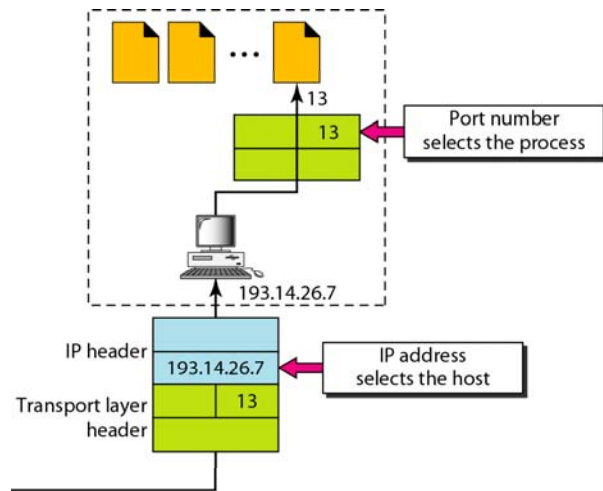 13
13
Port number
selects the process
193.14.26.7
IP header
193.14.26.7
IP address
selects the host
Transport layer
header
13